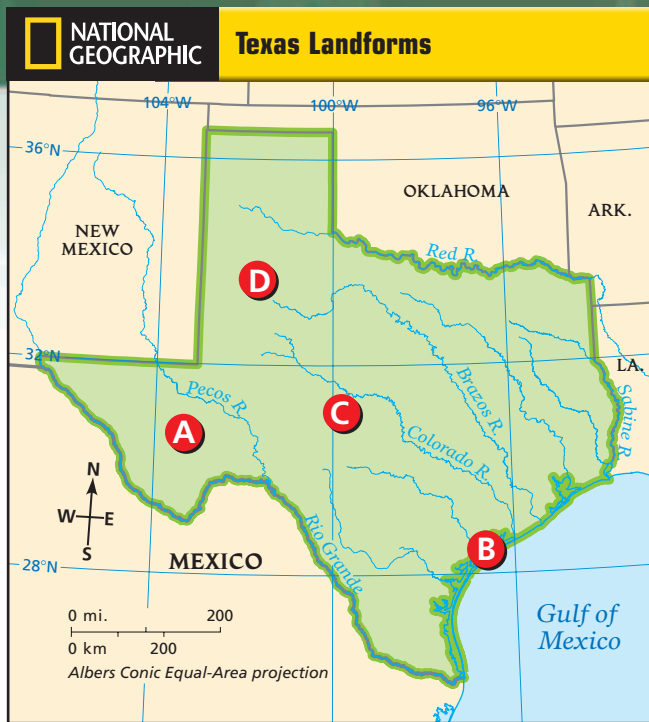 NATIONAL
GEOGRAPHIC
Texas Landforms
104°W
100°W
96°W
36°N
OKLAHOMA
ARK.
NEW
MEXICO
Red R.
D
32°N
LA.
Pecos R.
Brazos R.
Sabine R.
A
C
Colorado R.
N
W
E
S
Rio Grande
B
MEXICO
28°N
Gulf of
Mexico
0 mi.
200
0 km
200
Albers Conic Equal-Area projection